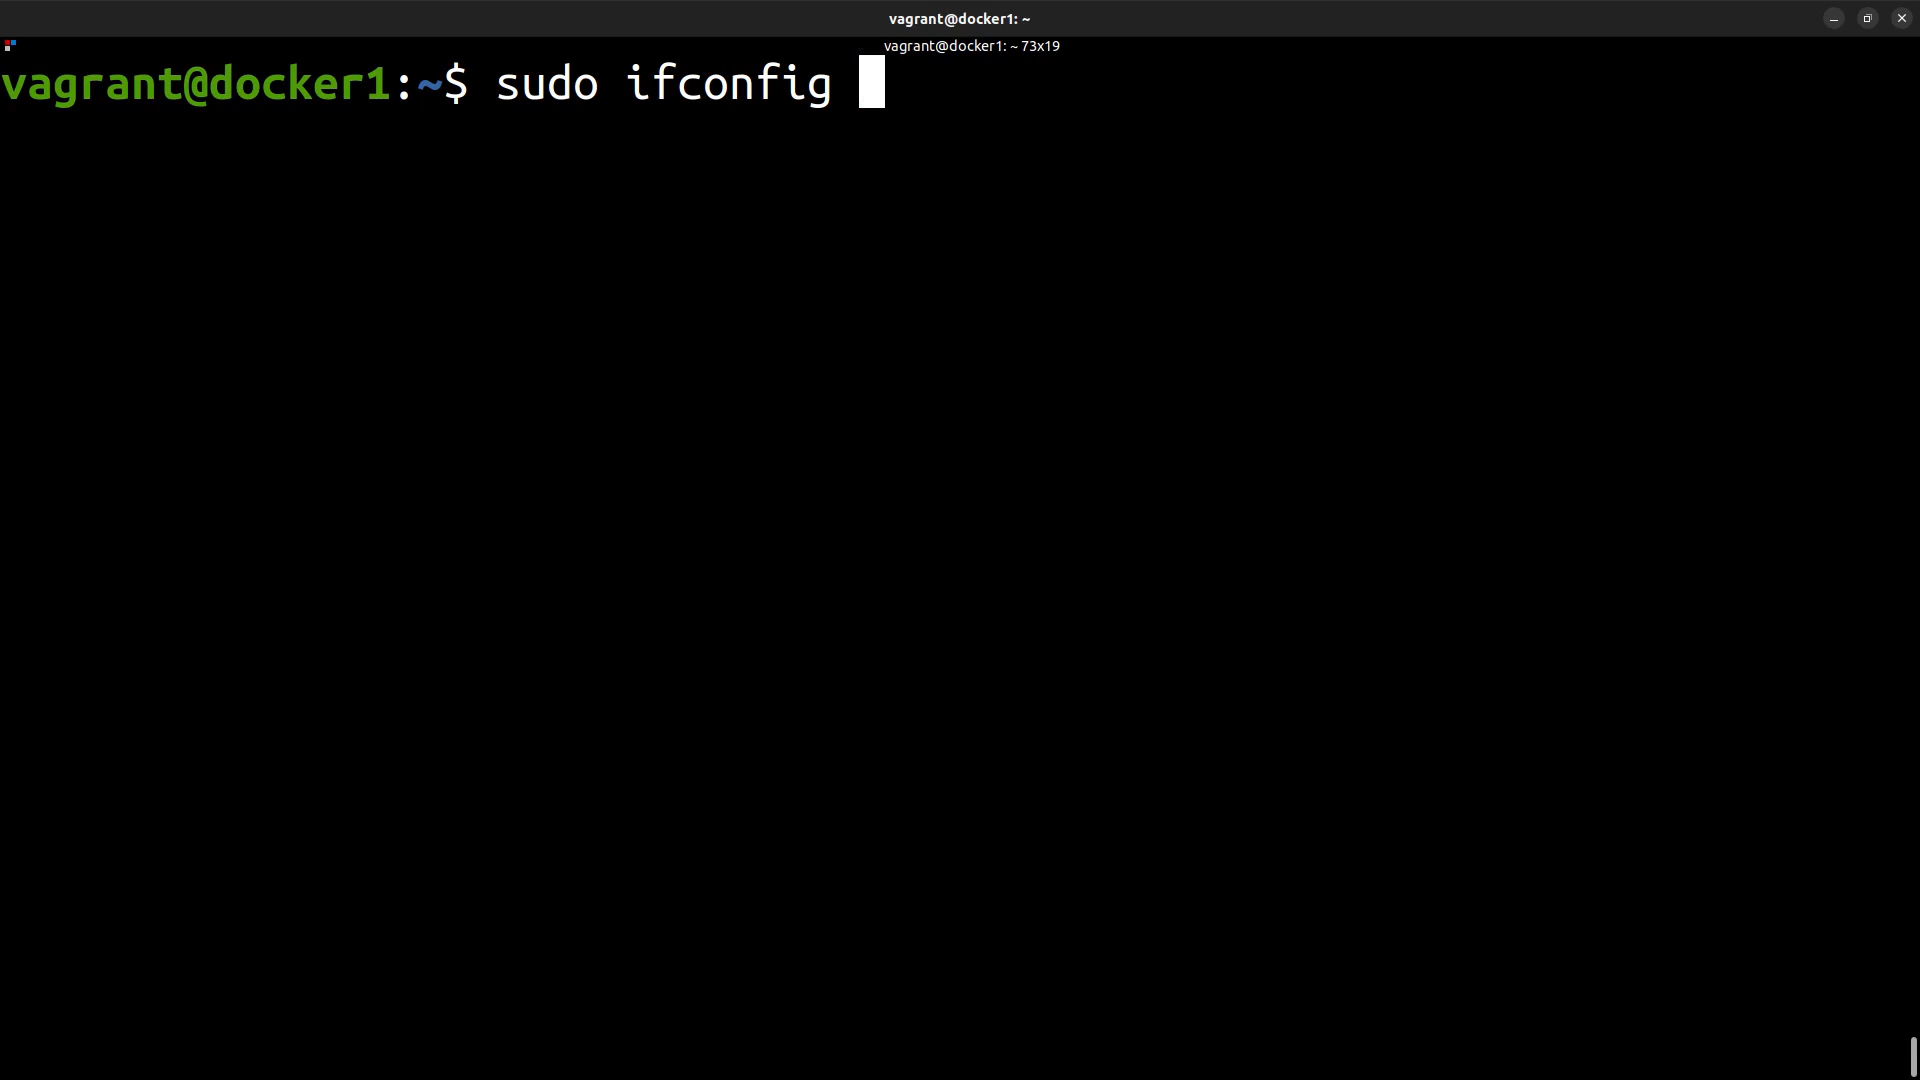 vagrant@docker1: ~
vagrant@docker1: ~ 73x19
vagrant@docker1:~$ sudo ifconfig